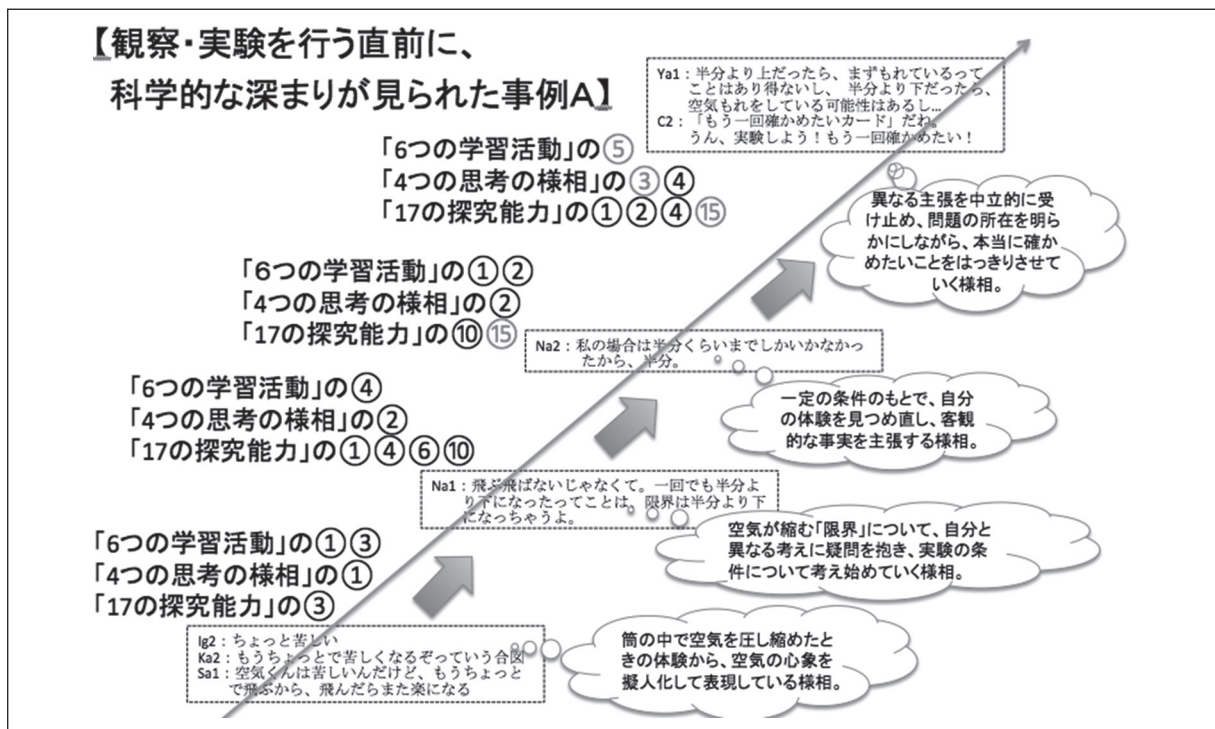 【観察・実験を行う直前に、
科学的な深まりが見られた事例A】
Ya1:半分より上だったら、まずもれているって
ことはあり得ないし、 半分より下だったら、
空気もれをしている可能性はあるし…
C2:「もう一回確かめたいカード」だね。
うん、実験しよう!もう一回確かめたい!
「6つの学習活動」の⑤
「4つの思考の様相」の③④
「17の探究能力」の①②④⑮
異なる主張を中立的に受
け止め、問題の所在を明ら
かにしながら、本当に確か
めたいことをはっきりさせて
いく様相。
「6つの学習活動」の①②
「4つの思考の様相」の②
「17の探究能力」の⑩⑮
Na2:私の場合は半分くらいまでしかいかなかっ
たから、半分。
一定の条件のもとで、自分
の体験を見つめ直し、客観
的な事実を主張する様相。
「6つの学習活動」の④
「4つの思考の様相」の②
「17の探究能力」の①④⑥⑩
Na1:飛ぶ飛ばないじゃなくて。一回でも半分よ
り下になったってことは、限界は半分より下
になっちゃうよ。
空気が縮む「限界」について、自分と
異なる考えに疑問を抱き、実験の条
件について考え始めていく様相。
「6つの学習活動」の①③
「4つの思考の様相」の①
「17の探究能力」の③
Ig2:ちょっと苦しい
Ka2:もうちょっとで苦しくなるぞっていう合図
Sa1:空気くんは苦しいんだけど、もうちょっと
で飛ぶから、飛んだらまた楽になる
筒の中で空気を圧し縮めたと
きの体験から、空気の心象を
擬人化して表現している様相。